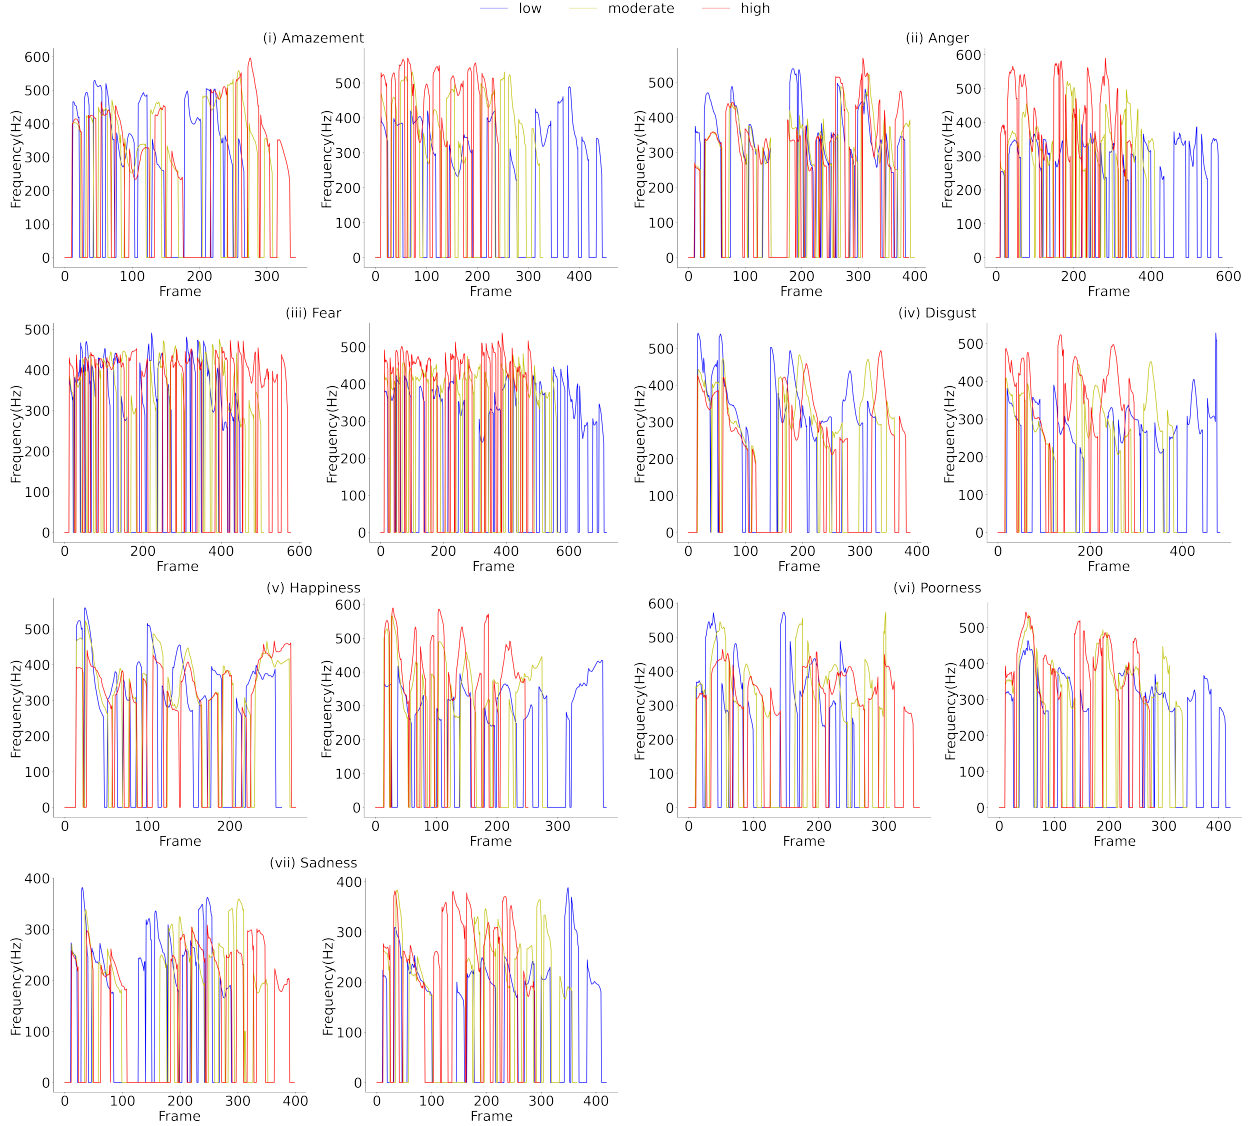 low moderate high
(i) Amazement
(ii) Anger
600
500
400
300
200
100
0
Frequency(Hz)
0 100 200 300
Frame
500
400
300
200
100
0
Frequency(Hz)
0 100 200 300 400
Frame
500
400
300
200
100
0
Frequency(Hz)
0 100 200 300 400
Frame
600
500
400
300
200
100
0
Frequency(Hz)
0 200 400 600
Frame
(iii) Fear
(iv) Disgust
500
400
300
200
100
0
Frequency(Hz)
0 200 400 600
Frame
500
400
300
200
100
0
Frequency(Hz)
0 200 400 600
Frame
500
400
300
200
100
0
Frequency(Hz)
0 100 200 300 400
Frame
500
400
300
200
100
0
Frequency(Hz)
0 200 400
Frame
(v) Happiness
(vi) Poorness
500
400
300
200
100
0
Frequency(Hz)
0 100 200
Frame
600
500
400
300
200
100
0
Frequency(Hz)
0 100 200 300
Frame
600
500
400
300
200
100
0
Frequency(Hz)
0 100 200 300
Frame
500
400
300
200
100
0
Frequency(Hz)
0 100 200 300 400
Frame
(vii) Sadness
400
300
200
100
0
Frequency(Hz)
0 100 200 300 400
Frame
400
300
200
100
0
Frequency(Hz)
0 100 200 300 400
Frame